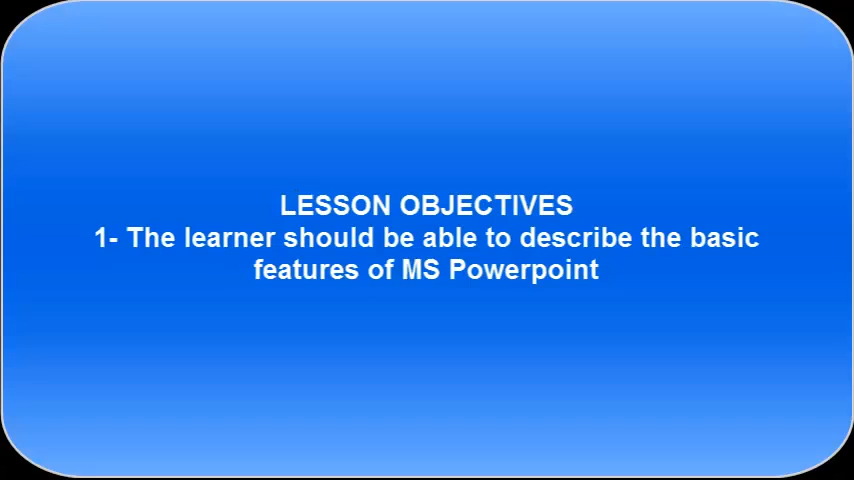 LESSON OBJECTIVES
1- The learner should be able to describe the basic
features of MS Powerpoint